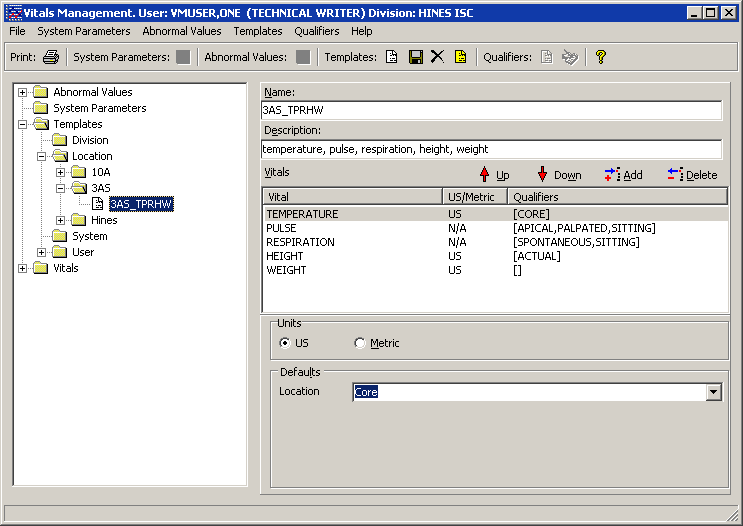 Vitals Management. User: VMUSER,ONE (TECHNICAL WRITER) Division: HINES ISC
File System Parameters Abnormal Values Templates Qualifiers Help
Print: System Parameters: Abnormal Values: Templates: Qualifiers: ?
Abnormal Values
System Parameters
Templates
Division
Location
10A
3AS
3AS_TPRHW
Hines
System
User
Vitals
Name:
3AS_TPRHW
Description:
temperature, pulse, respiration, height, weight
Vitals Up Down Add Delete
Vital US/Metric Qualifiers
TEMPERATURE US [CORE]
PULSE N/A [APICAL,PALPATED,SITTING]
RESPIRATION N/A [SPONTANEOUS,SITTING]
HEIGHT US [ACTUAL]
WEIGHT US []
Units
US Metric
Defaults
Location Core